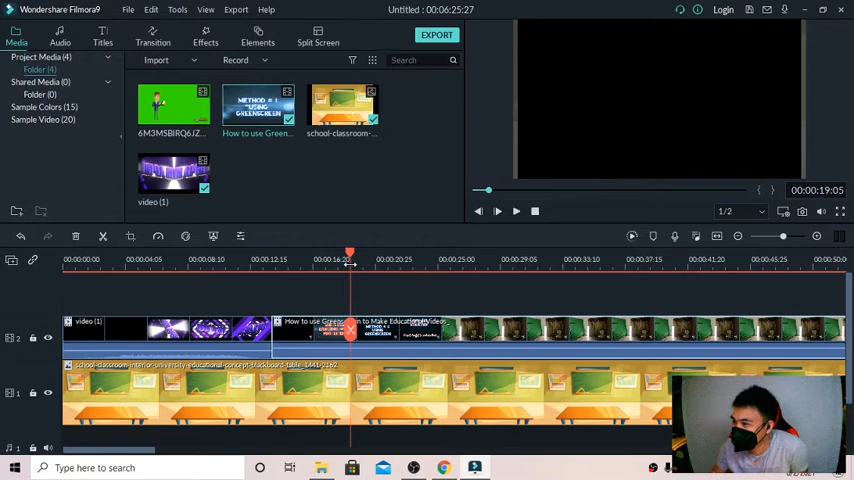 Wondershare Filmora9
File Edit Tools View Export Help
Untitled : 00:06:25:27
Login
Media Audio Titles Transition Effects Elements Split Screen
EXPORT
Project Media (4)
Folder (4)
Shared Media (0)
Folder (0)
Sample Colors (15)
Sample Video (20)
Import Record Search
METHOD # 1
"USING
GREENSCREEN
6M3MSBIRQ6JZ... How to use Green... school-classroom-...
video (1)
00:00:19:05
1/2
00:00:00:00 00:00:04:05 00:00:08:10 00:00:12:15 00:00:16:20 00:00:20:25 00:00:25:00 00:00:29:05 00:00:33:10 00:00:37:15 00:00:41:20 00:00:45:25 00:00:50:0
video (1) How to use Greenscreen to Make Educational Videos_
2
school-classroom-interior-university-educational-concept-blackboard-table_1441-2162
1
1
Type here to search